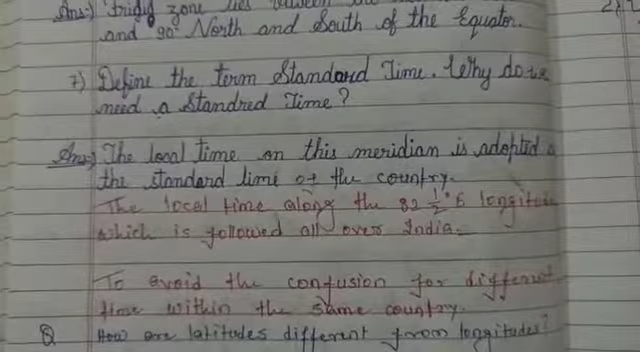 Ans:) frigid zone lies between the
and 90° North and South of the Equator.
7) Define the term Standard Time. Why do we
need a Standred Time?
Ans:) The local time on this meridian is adopted a
the standard time of the country.
The local time along the 82 1/2° E longitude
which is followed all over India.
To avoid the confusion for different
time within the same country.
Q How are latitudes different from longitudes?